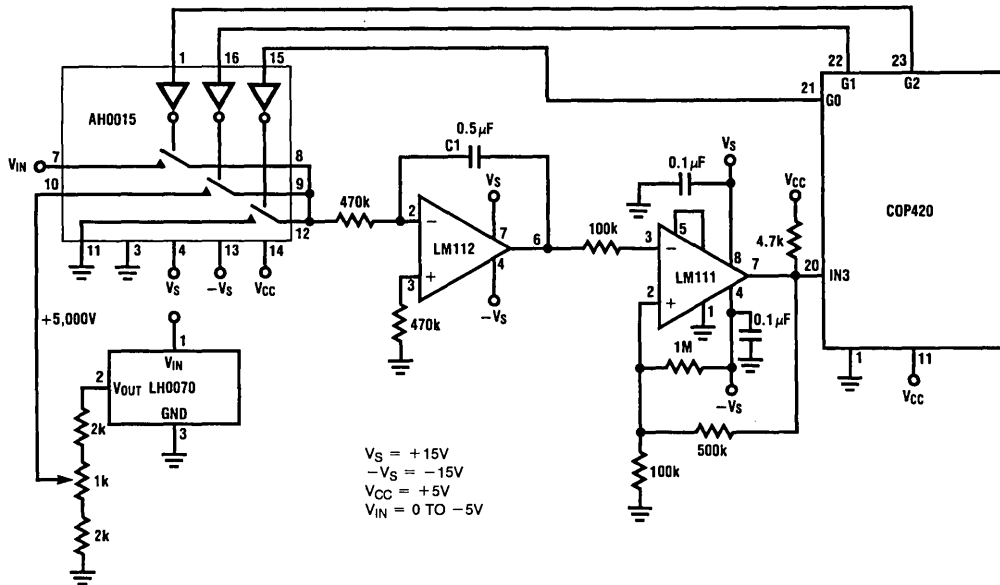 1
16
15
22
23
G1
G2
21
G0
AH0015
COP420
VIN
7
8
10
9
12
11
3
4
13
14
VS
-VS
VCC
470k
0.5μF
C1
2
3
LM112
7
4
6
VS
-VS
470k
100k
0.1μF
VS
5
3
LM111
2
8
4
7
1
0.1μF
-VS
1M
500k
100k
VCC
4.7k
20
IN3
1
11
VCC
+5,000V
1
VIN
2
VOUT LH0070
GND
3
2k
1k
2k
VS = +15V
-VS = -15V
VCC = +5V
VIN = 0 TO -5V